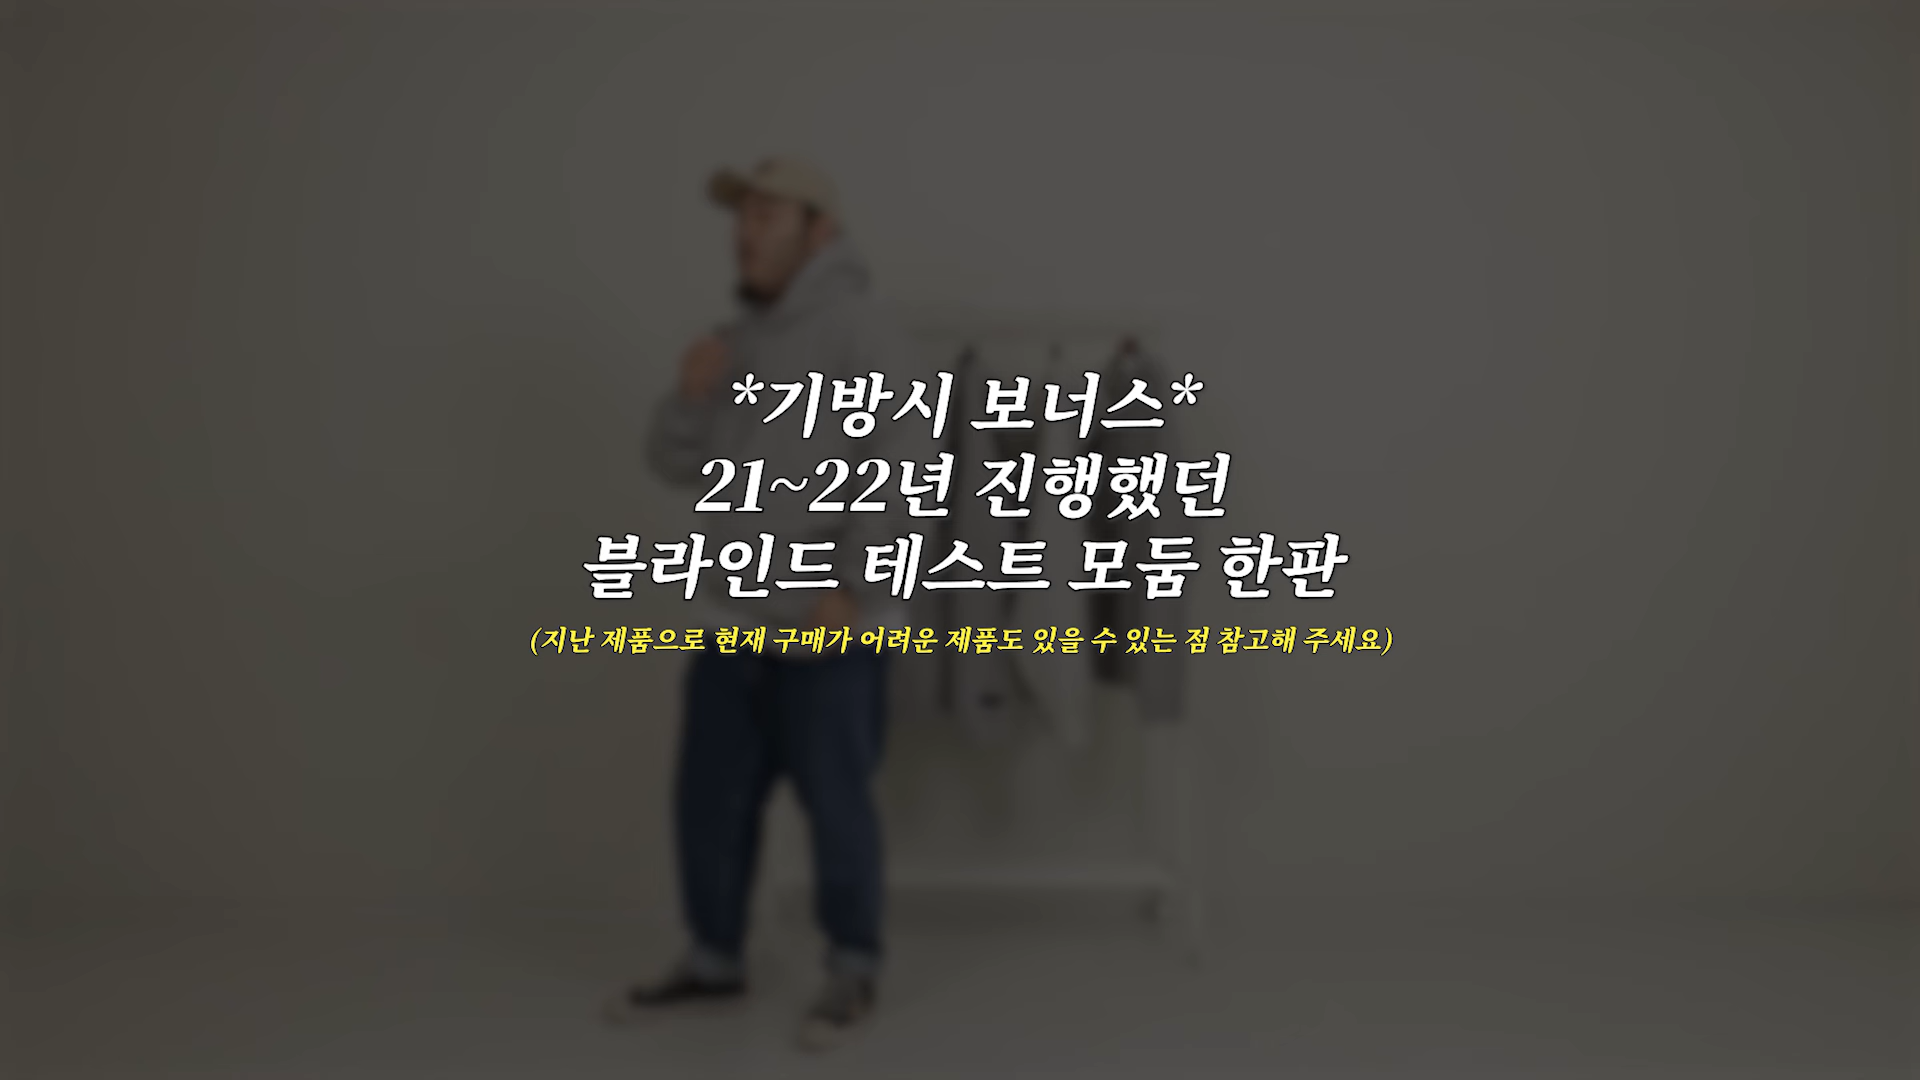 *기방시 보너스*
21~22년 진행했던
블라인드 테스트 모둠 한판
(지난 제품으로 현재 구매가 어려운 제품도 있을 수 있는 점 참고해 주세요)